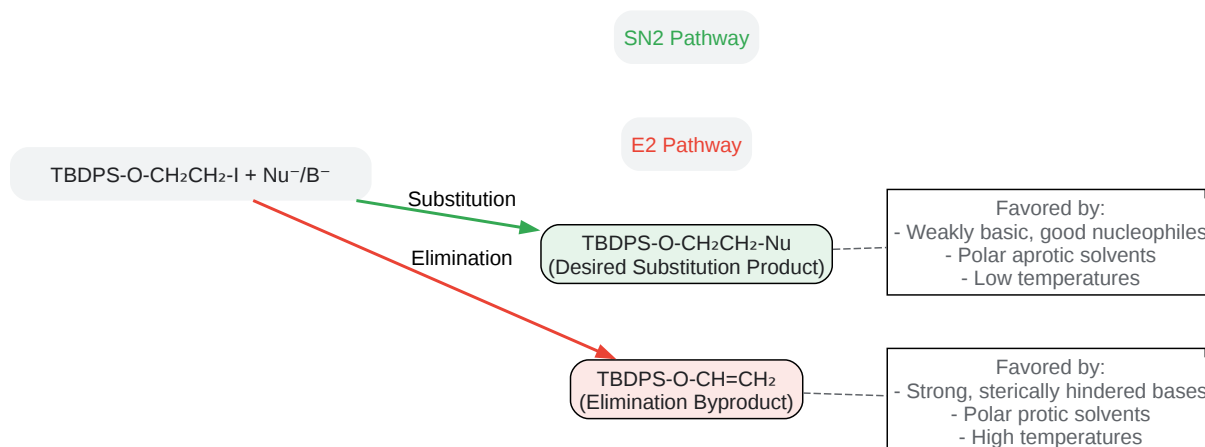 SN2 Pathway
E2 Pathway
TBDPS-O-CH₂CH₂-I + Nu⁻/B⁻
Substitution
Elimination
TBDPS-O-CH₂CH₂-Nu
(Desired Substitution Product)
Favored by:
- Weakly basic, good nucleophiles
- Polar aprotic solvents
- Low temperatures
TBDPS-O-CH=CH₂
(Elimination Byproduct)
Favored by:
- Strong, sterically hindered bases
- Polar protic solvents
- High temperatures